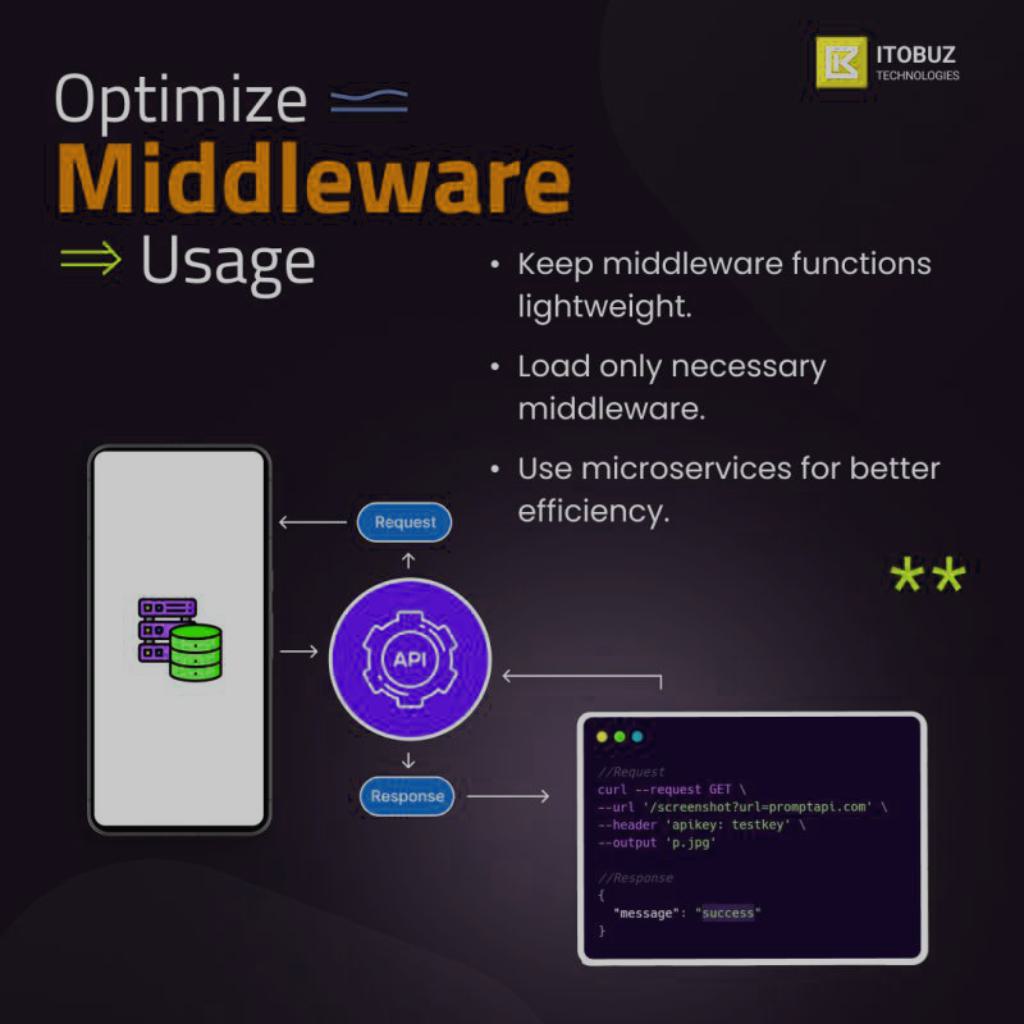 ITOBUZ
TECHNOLOGIES
Optimize
Middleware
Usage
• Keep middleware functions
lightweight.
• Load only necessary
middleware.
• Use microservices for better
efficiency.
**
Request
API
Response
//Request
curl --request GET \
--url '/screenshot?url=promptapi.com' \
--header 'apikey: testkey' \
--output 'p.jpg'
//Response
{
"message": "success"
}